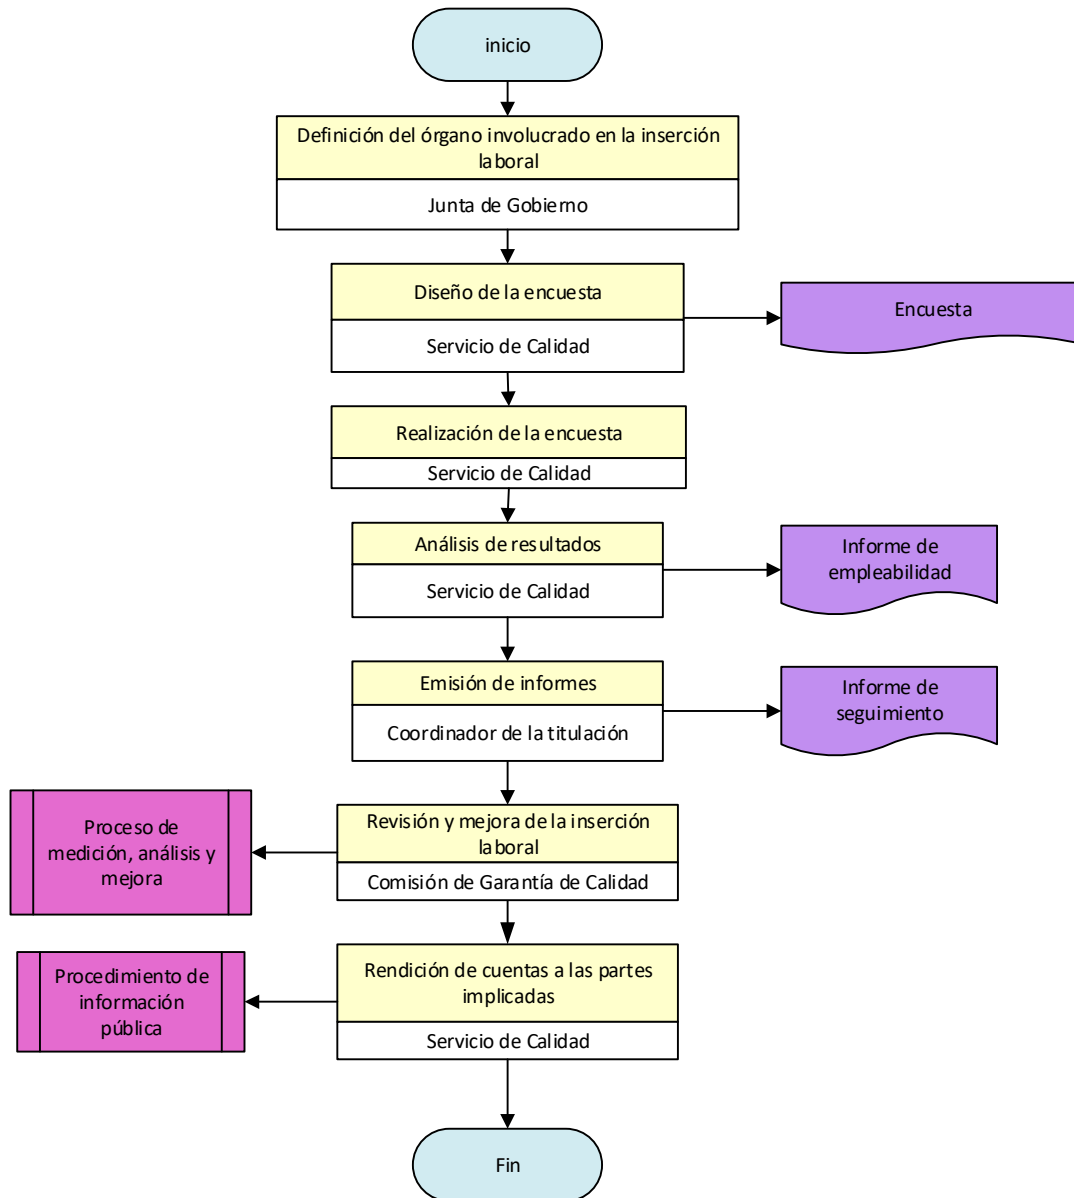 inicio
Definición del órgano involucrado en la inserción
laboral
Junta de Gobierno
Diseño de la encuesta
Servicio de Calidad
Encuesta
Realización de la encuesta
Servicio de Calidad
Análisis de resultados
Servicio de Calidad
Informe de
empleabilidad
Emisión de informes
Coordinador de la titulación
Informe de
seguimiento
Revisión y mejora de la inserción
laboral
Comisión de Garantía de Calidad
Proceso de
medición, análisis y
mejora
Rendición de cuentas a las partes
implicadas
Servicio de Calidad
Procedimiento de
información
pública
Fin